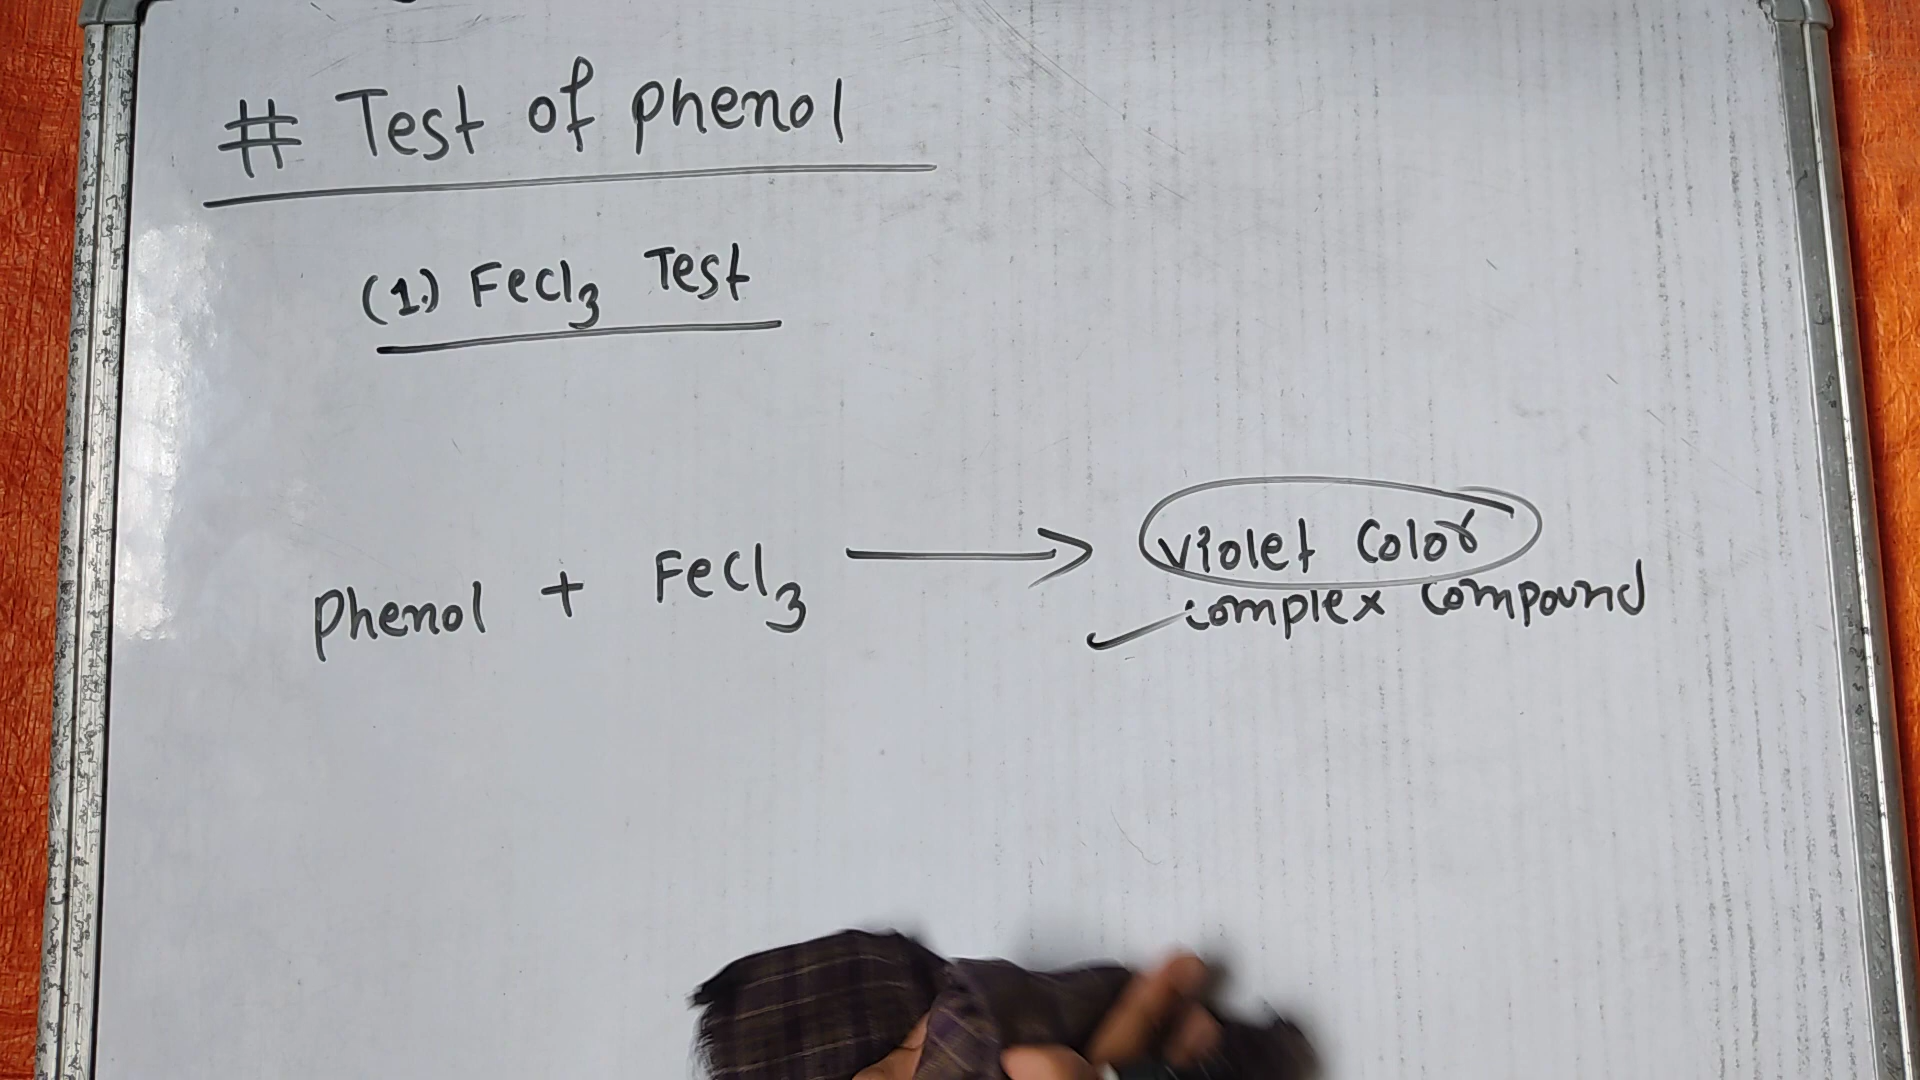 # Test of phenol
(1.) FeCl3 Test
Phenol + FeCl3 → violet color
complex compound